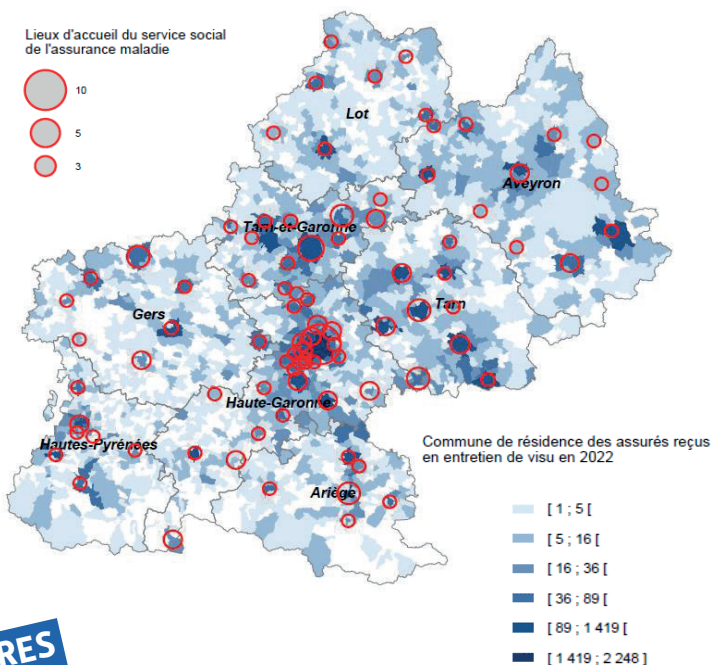 Lieux d'accueil du service social
de l'assurance maladie
10
5
3
Lot
Aveyron
Tarn-et-Garonne
Gers
Tarn
Haute-Garonne
Hautes-Pyrénées
Ariège
Commune de résidence des assurés reçus
en entretien de visu en 2022
[ 1 ; 5 [
[ 5 ; 16 [
[ 16 ; 36 [
[ 36 ; 89 [
[ 89 ; 1 419 [
[ 1 419 ; 2 248 ]
RES